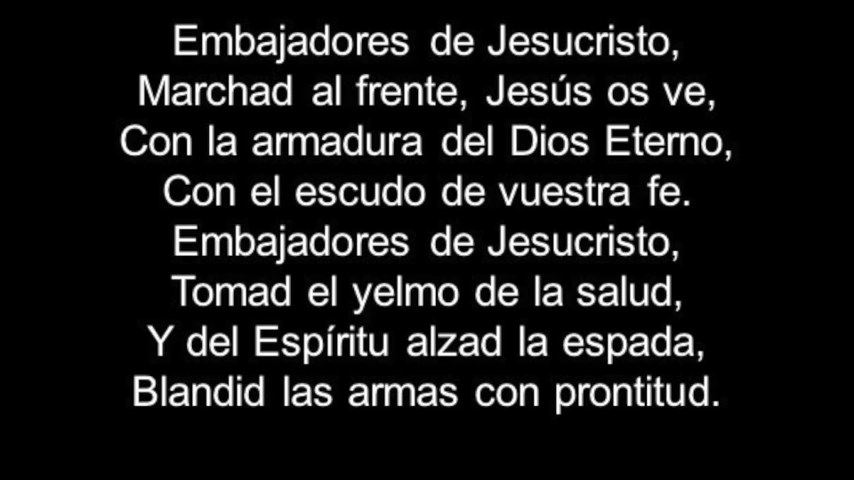 Embajadores de Jesucristo,
Marchad al frente, Jesús os ve,
Con la armadura del Dios Eterno,
Con el escudo de vuestra fe.
Embajadores de Jesucristo,
Tomad el yelmo de la salud,
Y del Espíritu alzad la espada,
Blandid las armas con prontitud.